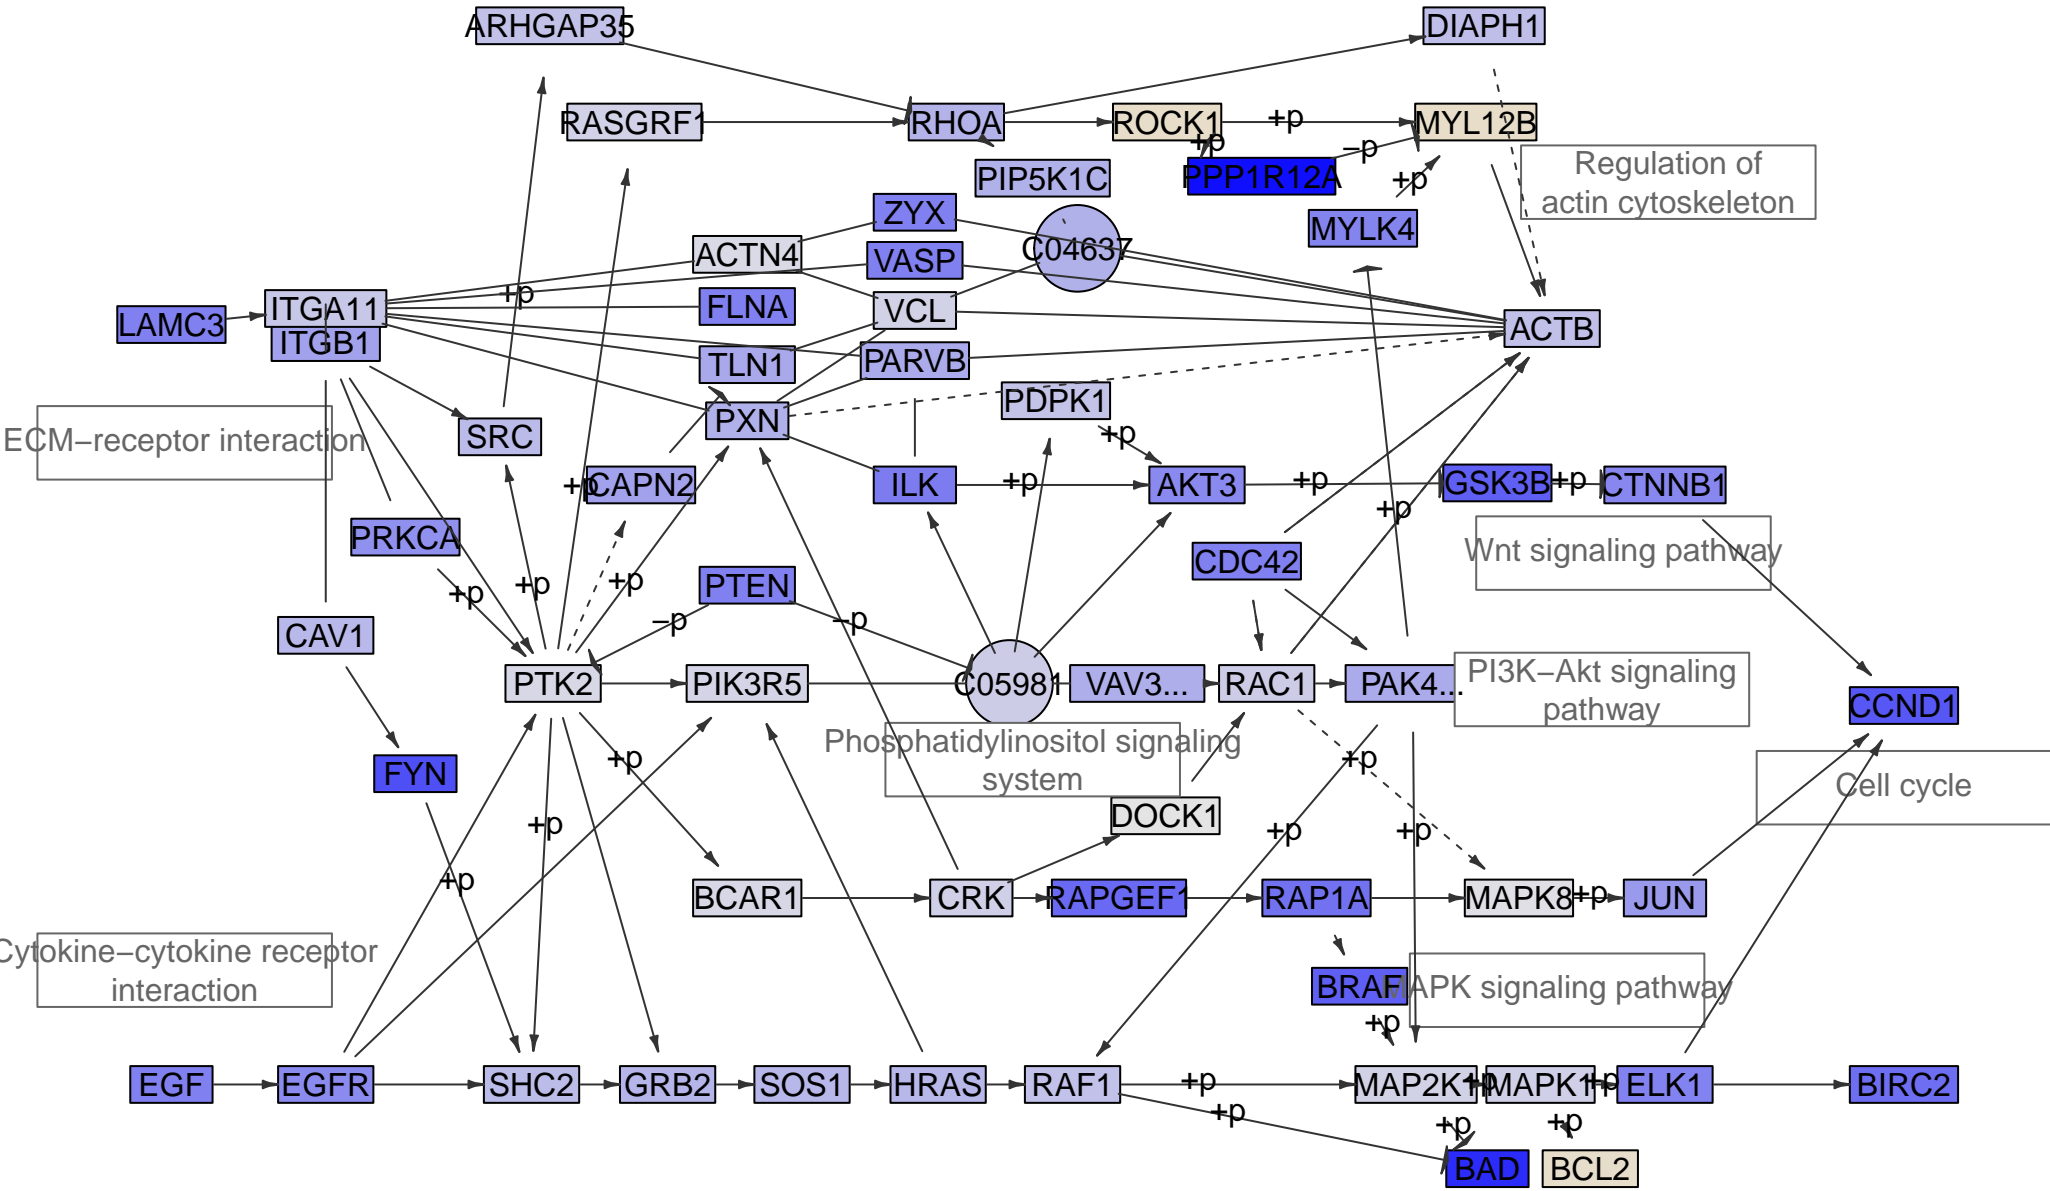 ARHGAP35
DIAPH1
RASGRF1
RHOA
ROCK1
+p
MYL12B
+p
−p
PIP5K1C
PPP1R12A
+p
Regulation of
actin cytoskeleton
ZYX
MYLK4
ACTN4
VASP
C04637
+p
LAMC3
ITGA11
FLNA
VCL
ITGB1
TLN1
PARVB
ACTB
PDPK1
PXN
+p
ECM−receptor interaction
SRC
+p
CAPN2
ILK
+p
AKT3
+p
GSK3B
+p
CTNNB1
+p
PRKCA
Wnt signaling pathway
CDC42
+p
+p
+p
PTEN
−p
−p
CAV1
PTK2
PIK3R5
C05981
VAV3...
RAC1
PAK4...
PI3K−Akt signaling
pathway
CCND1
Phosphatidylinositol signaling
system
+p
+p
FYN
Cell cycle
DOCK1
+p
+p
+p
+p
BCAR1
CRK
RAPGEF1
RAP1A
MAPK8
+p
JUN
Cytokine−cytokine receptor
interaction
BRAF
MAPK signaling pathway
+p
EGF
EGFR
SHC2
GRB2
SOS1
HRAS
RAF1
+p
MAP2K1
+p
MAPK1
+p
ELK1
BIRC2
+p
+p
+p
BAD
BCL2